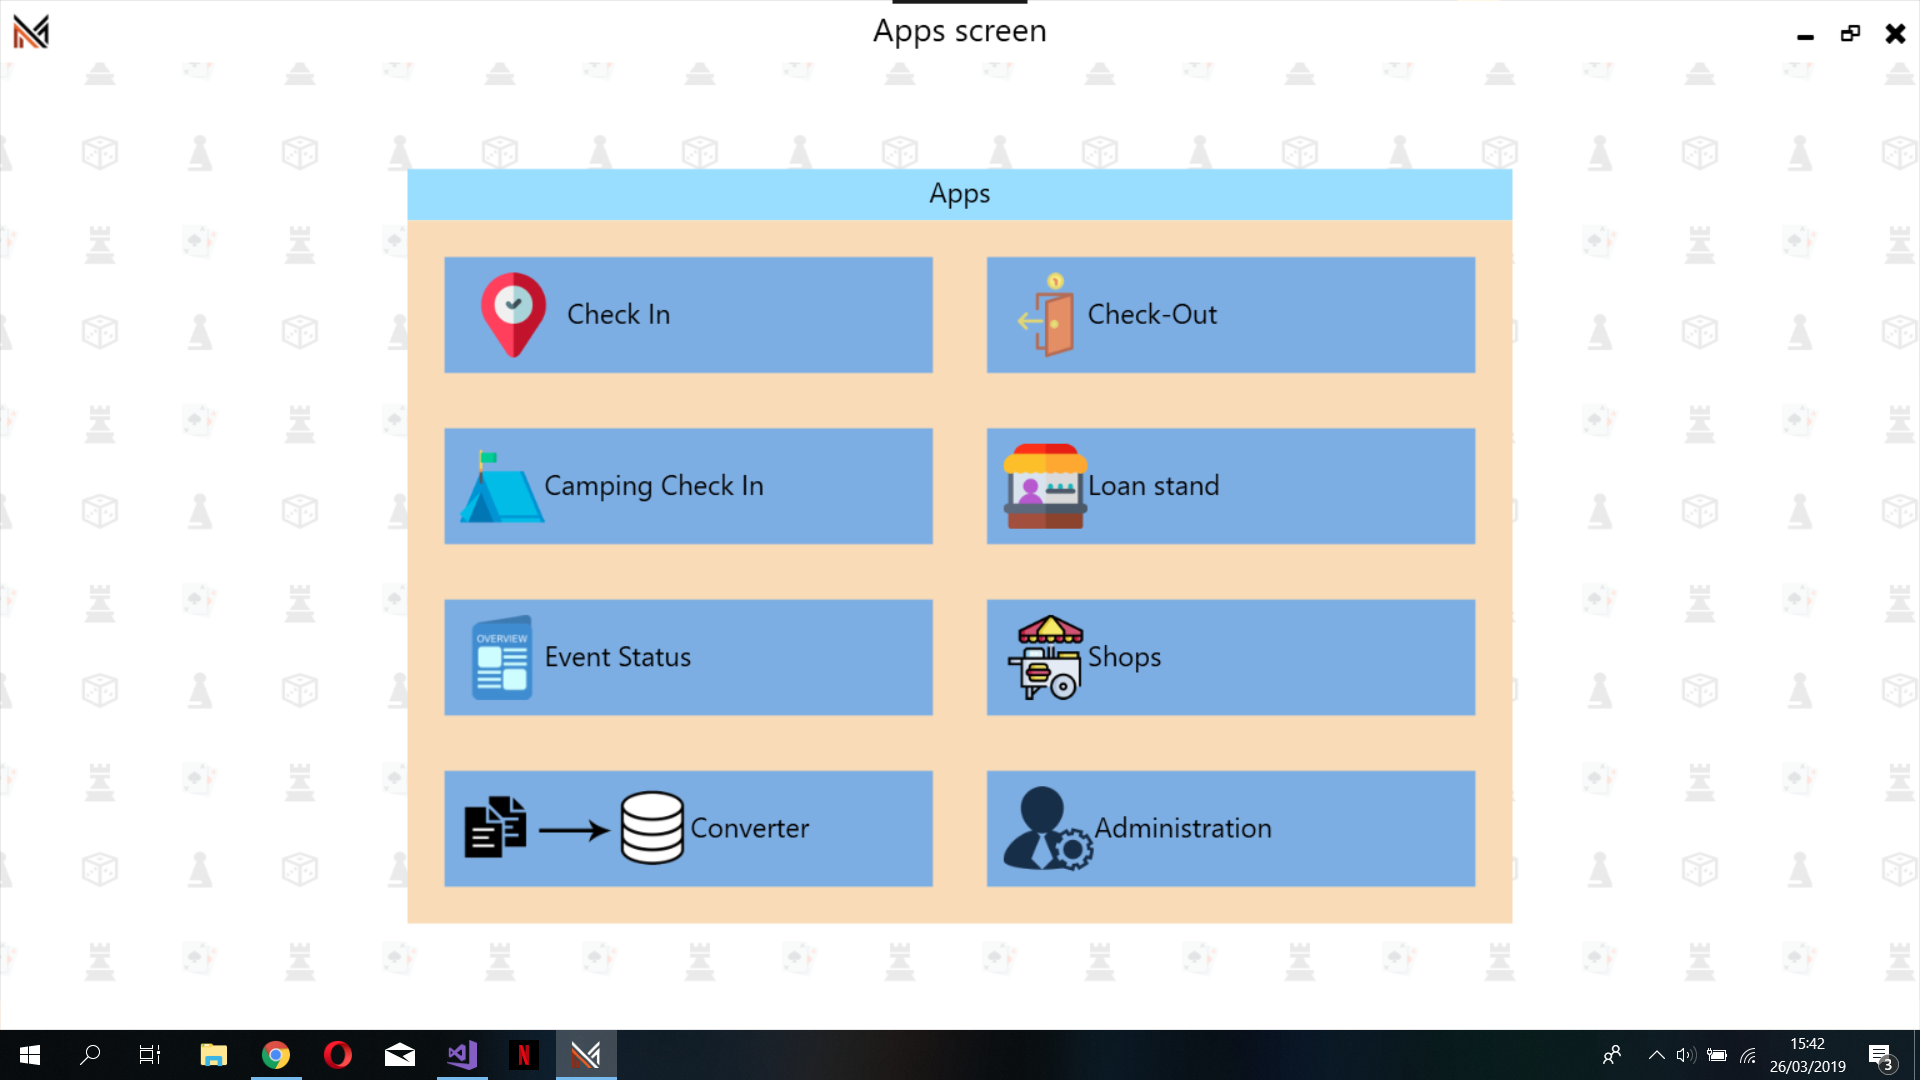 Apps screen
Apps
Check In
Check-Out
Camping Check In
Loan stand
OVERVIEW
Event Status
Shops
Converter
Administration
15:42
26/03/2019
3